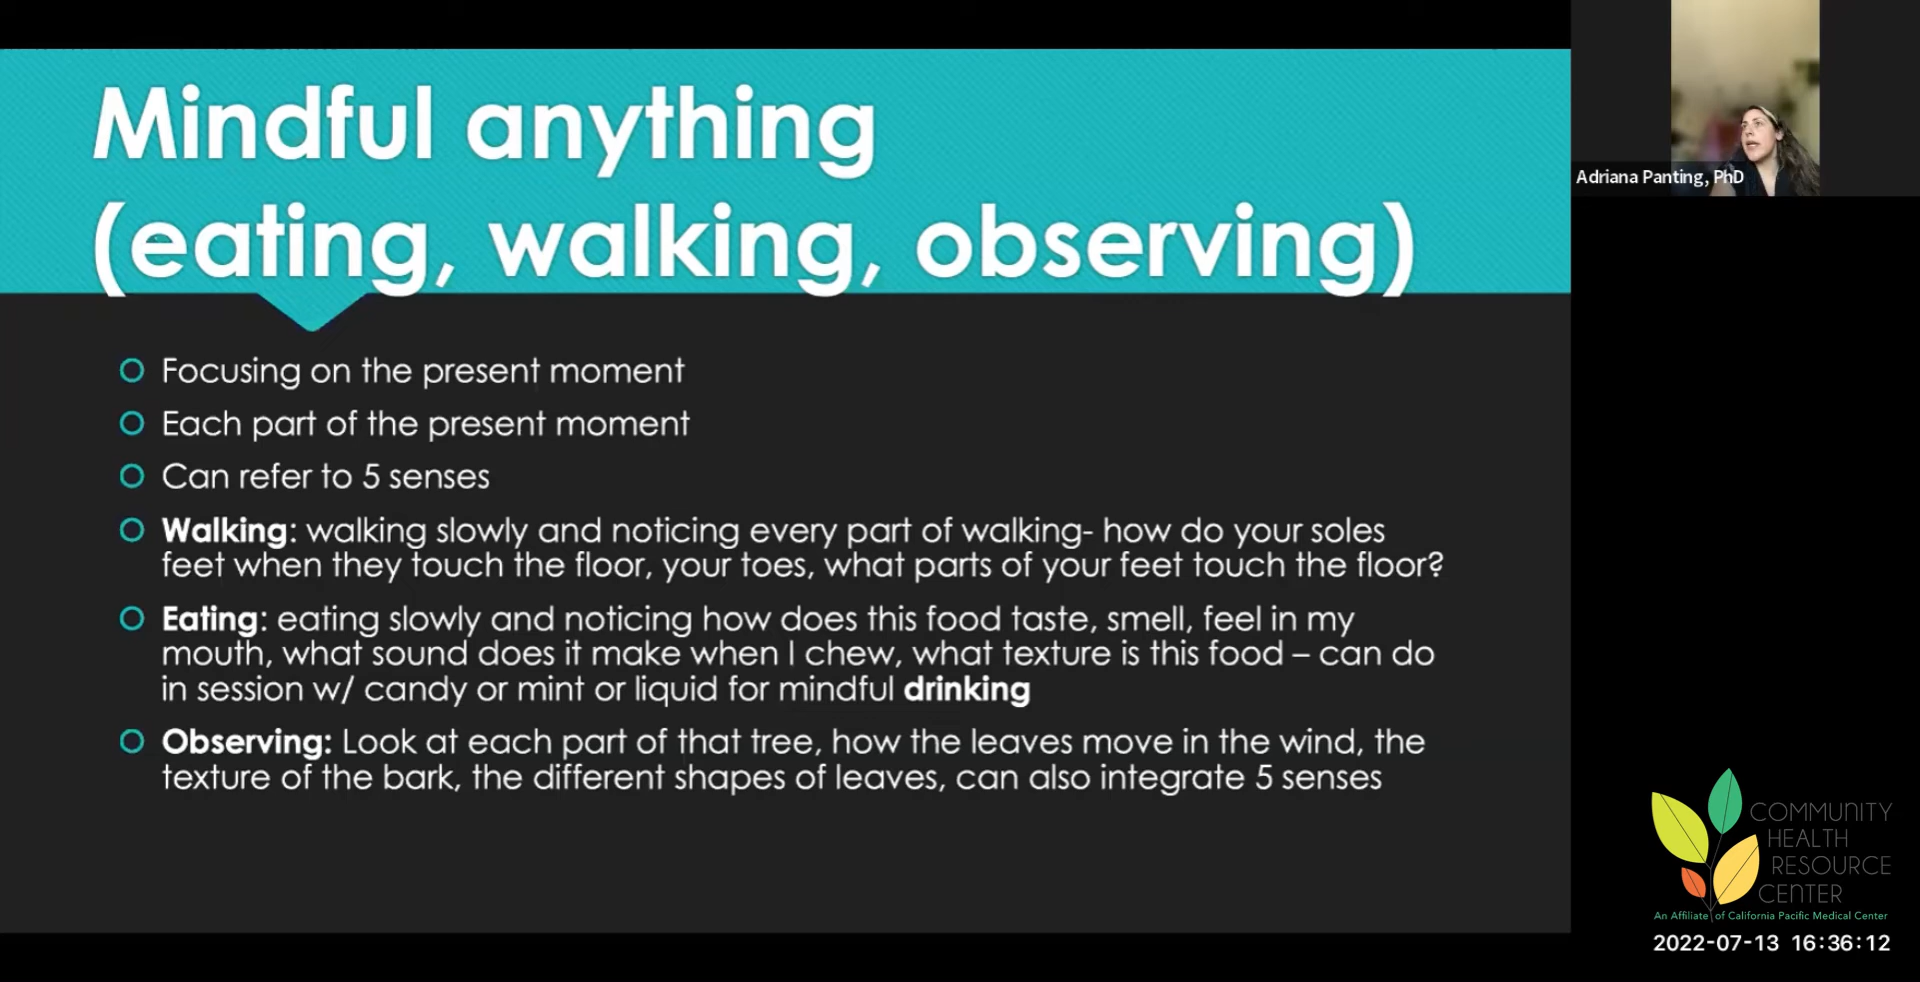 Mindful anything
(eating, walking, observing)
Focusing on the present moment
Each part of the present moment
Can refer to 5 senses
Walking: walking slowly and noticing every part of walking- how do your soles
feet when they touch the floor, your toes, what parts of your feet touch the floor?
Eating: eating slowly and noticing how does this food taste, smell, feel in my
mouth, what sound does it make when I chew, what texture is this food – can do
in session w/ candy or mint or liquid for mindful drinking
Observing: Look at each part of that tree, how the leaves move in the wind, the
texture of the bark, the different shapes of leaves, can also integrate 5 senses
Adriana Panting, PhD
COMMUNITY
HEALTH
RESOURCE
CENTER
An Affiliate of California Pacific Medical Center
2022-07-13 16:36:12